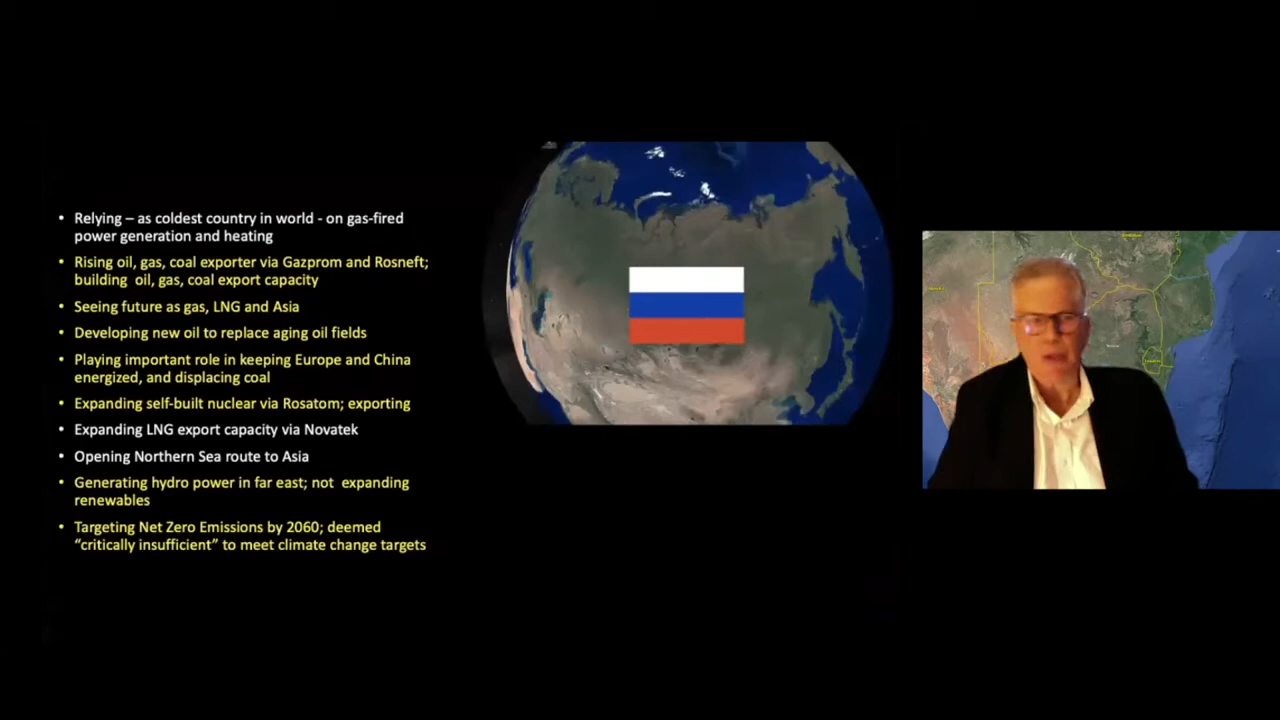 • Relying – as coldest country in world - on gas-fired
power generation and heating
• Rising oil, gas, coal exporter via Gazprom and Rosneft;
building oil, gas, coal export capacity
• Seeing future as gas, LNG and Asia
• Developing new oil to replace aging oil fields
• Playing important role in keeping Europe and China
energized, and displacing coal
• Expanding self-built nuclear via Rosatom; exporting
• Expanding LNG export capacity via Novatek
• Opening Northern Sea route to Asia
• Generating hydro power in far east; not expanding
renewables
• Targeting Net Zero Emissions by 2060; deemed
“critically insufficient” to meet climate change targets